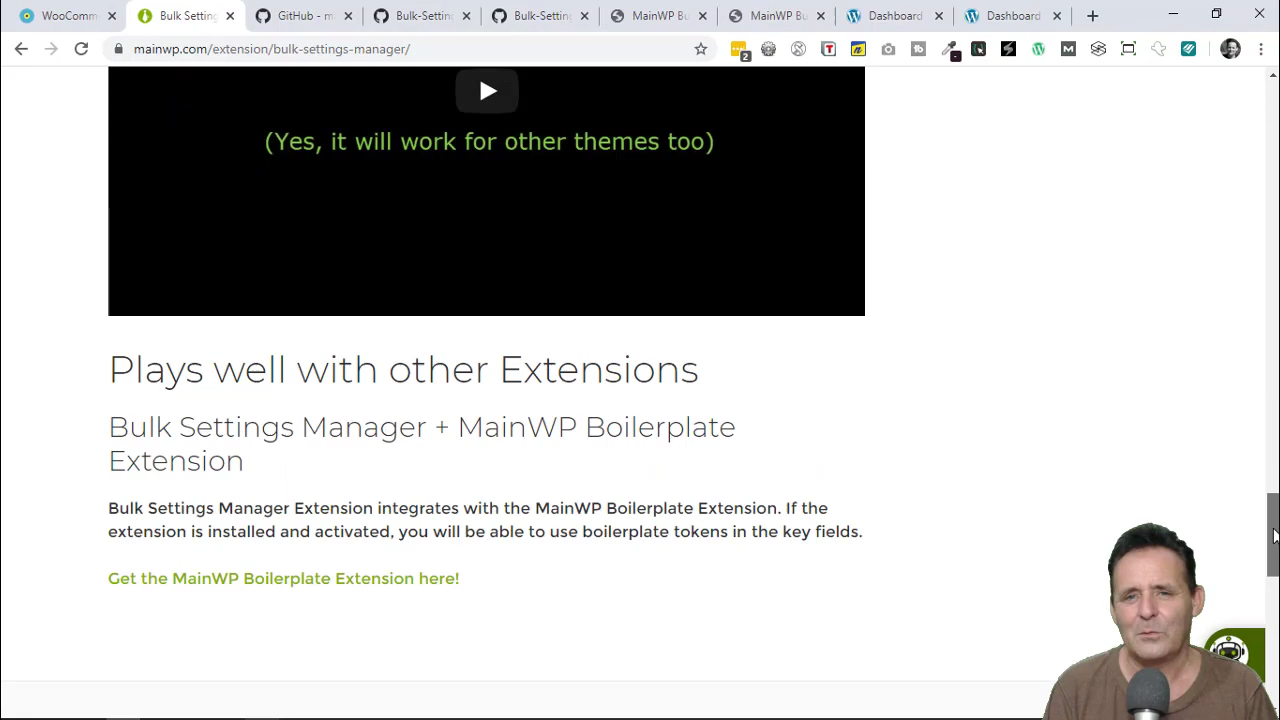 WooComm
Bulk Setting
GitHub - m
Bulk-Settin
Bulk-Settin
MainWP Bu
MainWP Bu
Dashboard
Dashboard
mainwp.com/extension/bulk-settings-manager/
2
(Yes, it will work for other themes too)
Plays well with other Extensions
Bulk Settings Manager + MainWP Boilerplate
Extension
Bulk Settings Manager Extension integrates with the MainWP Boilerplate Extension. If the
extension is installed and activated, you will be able to use boilerplate tokens in the key fields.
Get the MainWP Boilerplate Extension here!